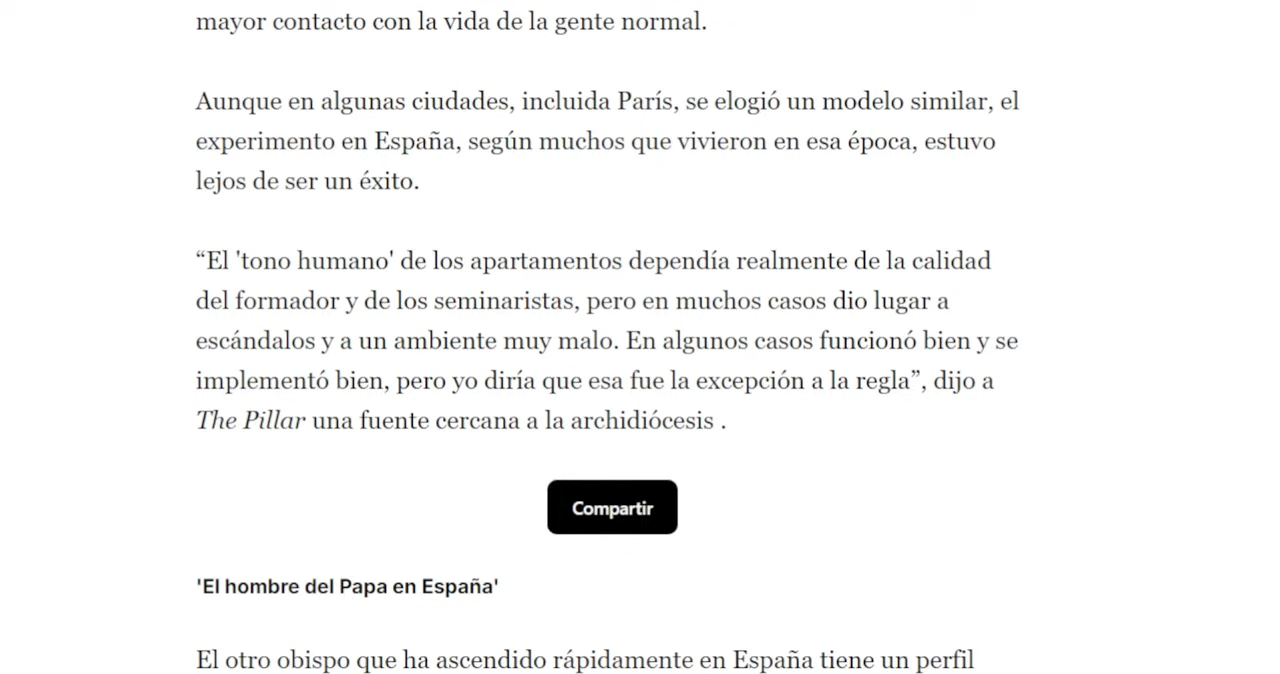 mayor contacto con la vida de la gente normal.
Aunque en algunas ciudades, incluida París, se elogió un modelo similar, el
experimento en España, según muchos que vivieron en esa época, estuvo
lejos de ser un éxito.
“El 'tono humano' de los apartamentos dependía realmente de la calidad
del formador y de los seminaristas, pero en muchos casos dio lugar a
escándalos y a un ambiente muy malo. En algunos casos funcionó bien y se
implementó bien, pero yo diría que esa fue la excepción a la regla”, dijo a
The Pillar una fuente cercana a la archidiócesis .
Compartir
'El hombre del Papa en España'
El otro obispo que ha ascendido rápidamente en España tiene un perfil